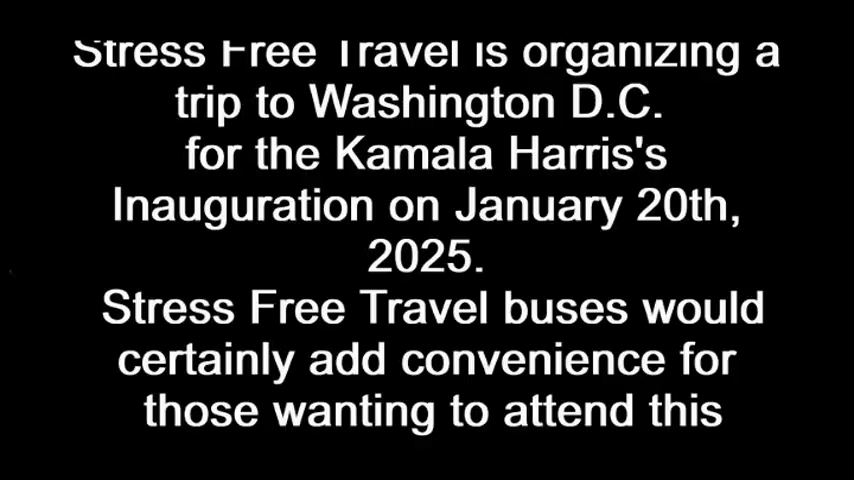 Stress Free Travel is organizing a
trip to Washington D.C.
for the Kamala Harris's
Inauguration on January 20th,
2025.
Stress Free Travel buses would
certainly add convenience for
those wanting to attend this